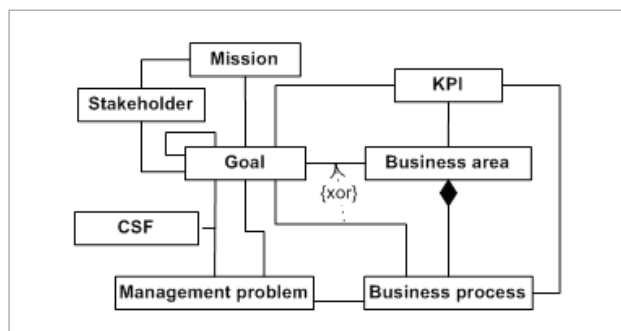 Mission
KPI
Stakeholder
Goal
Business area
{xor}
CSF
Management problem
Business process